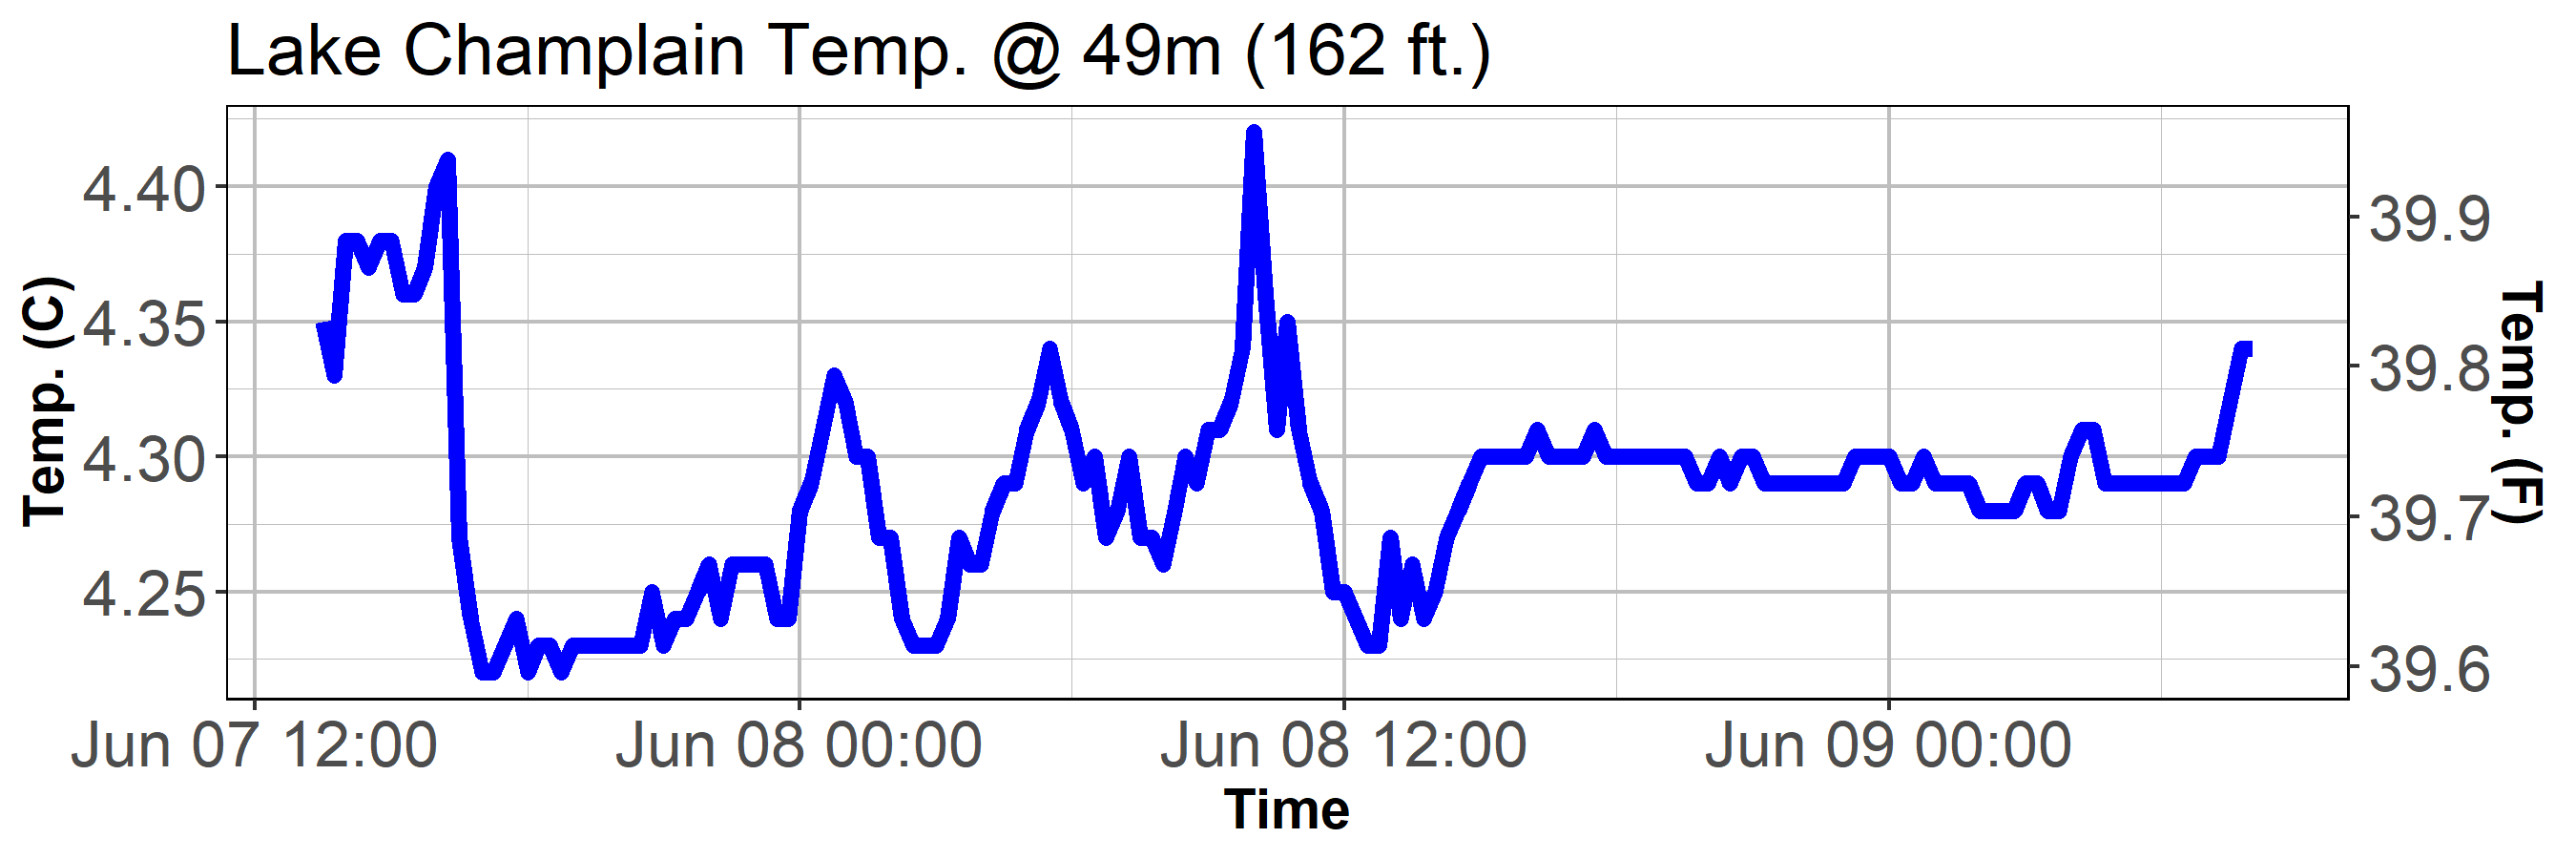 Lake Champlain Temp. @ 49m (162 ft.)
Temp. (C)
4.40
4.35
4.30
4.25
39.9
39.8
39.7
39.6
Temp. (F)
Jun 07 12:00 Jun 08 00:00 Jun 08 12:00 Jun 09 00:00
Time